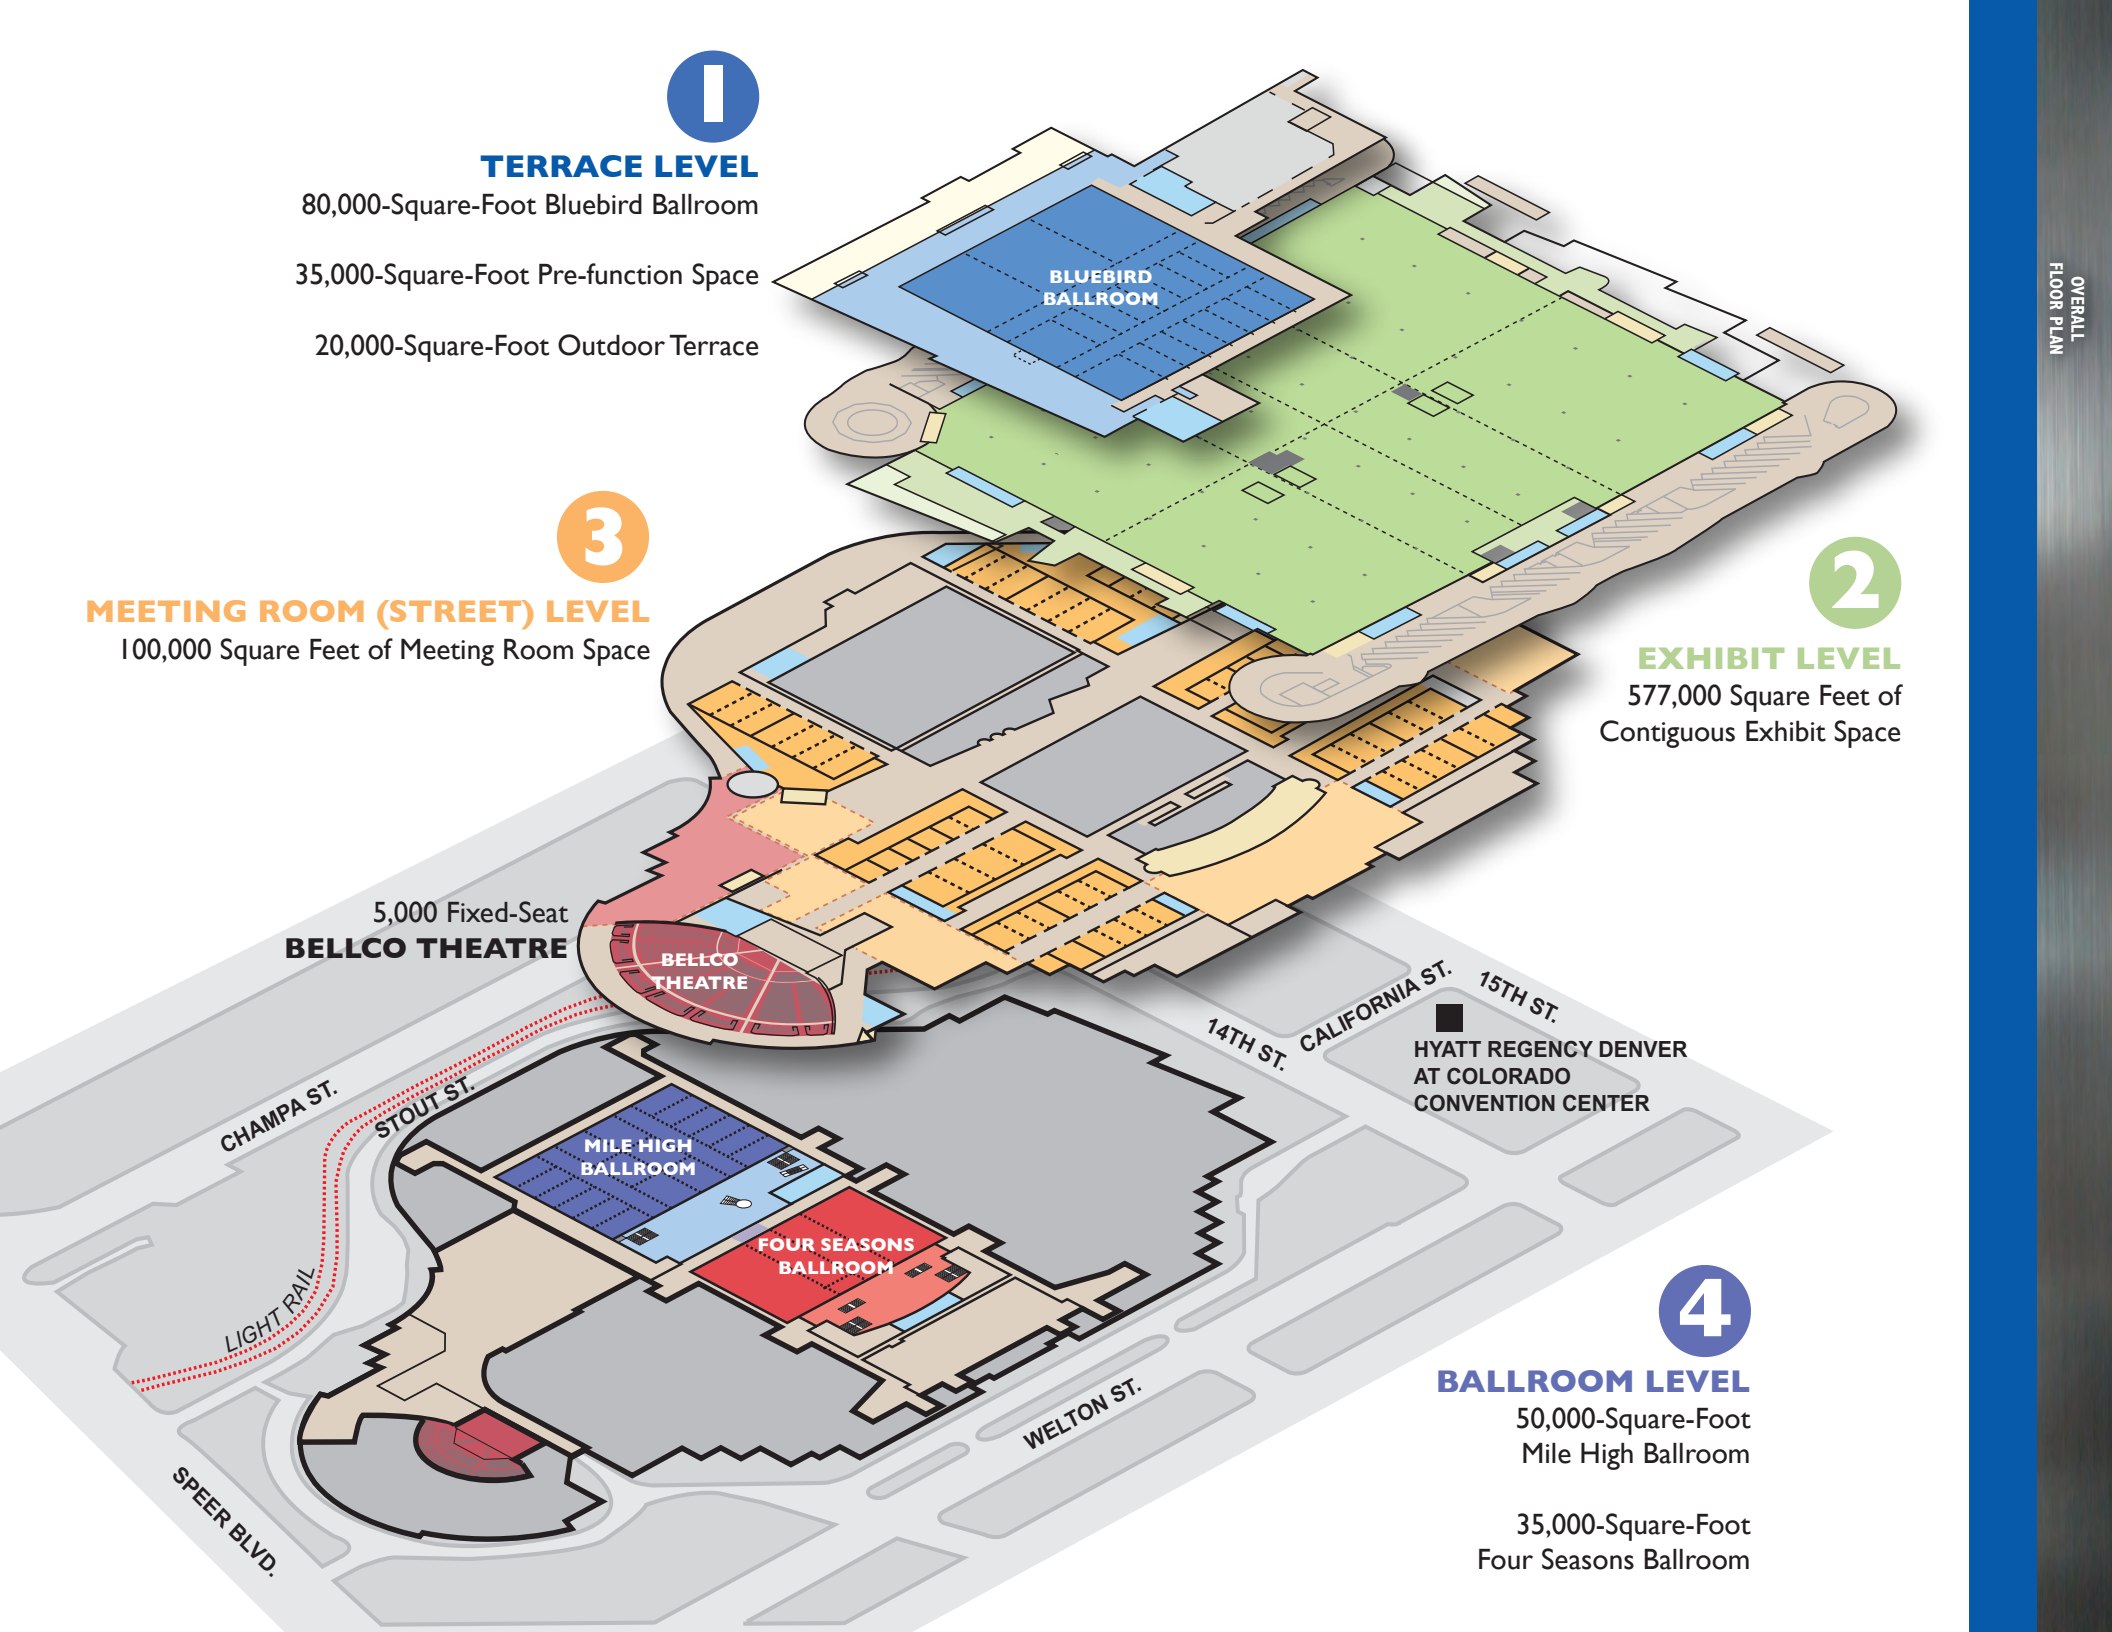 1
TERRACE LEVEL
80,000-Square-Foot Bluebird Ballroom
35,000-Square-Foot Pre-function Space
20,000-Square-Foot Outdoor Terrace
BLUEBIRD
BALLROOM
OVERALL
FLOOR PLAN
3
MEETING ROOM (STREET) LEVEL
100,000 Square Feet of Meeting Room Space
2
EXHIBIT LEVEL
577,000 Square Feet of
Contiguous Exhibit Space
5,000 Fixed-Seat
BELLCO THEATRE
BELLCO
THEATRE
CHAMPA ST.
STOUT ST.
LIGHT RAIL
SPEER BLVD.
14TH ST.
CALIFORNIA ST.
15TH ST.
HYATT REGENCY DENVER
AT COLORADO
CONVENTION CENTER
MILE HIGH
BALLROOM
FOUR SEASONS
BALLROOM
WELTON ST.
4
BALLROOM LEVEL
50,000-Square-Foot
Mile High Ballroom
35,000-Square-Foot
Four Seasons Ballroom